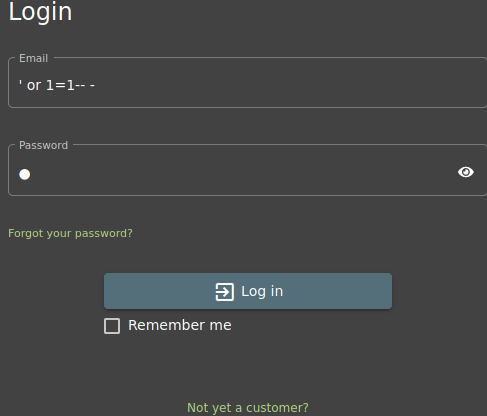 Login
Email
' or 1=1-- -
Password
Forgot your password?
Log in
Remember me
Not yet a customer?